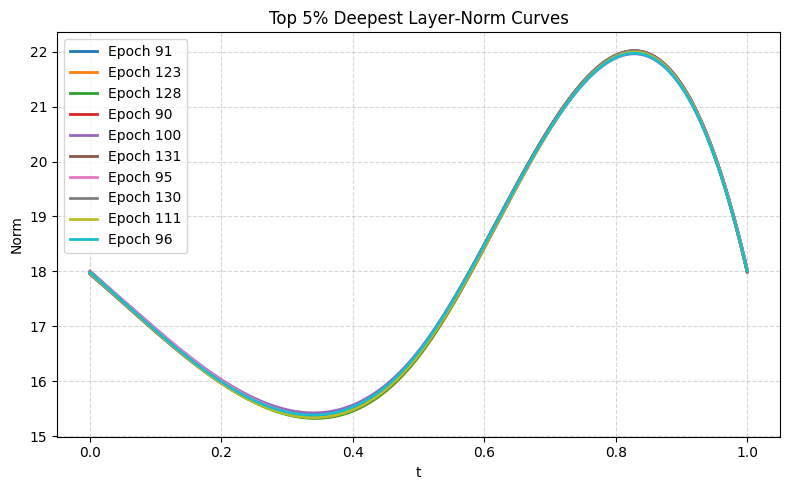 Top 5% Deepest Layer-Norm Curves
Epoch 91
Epoch 123
Epoch 128
Epoch 90
Epoch 100
Epoch 131
Epoch 95
Epoch 130
Epoch 111
Epoch 96
22
21
20
19
18
17
16
15
Norm
0.0
0.2
0.4
0.6
0.8
1.0
t